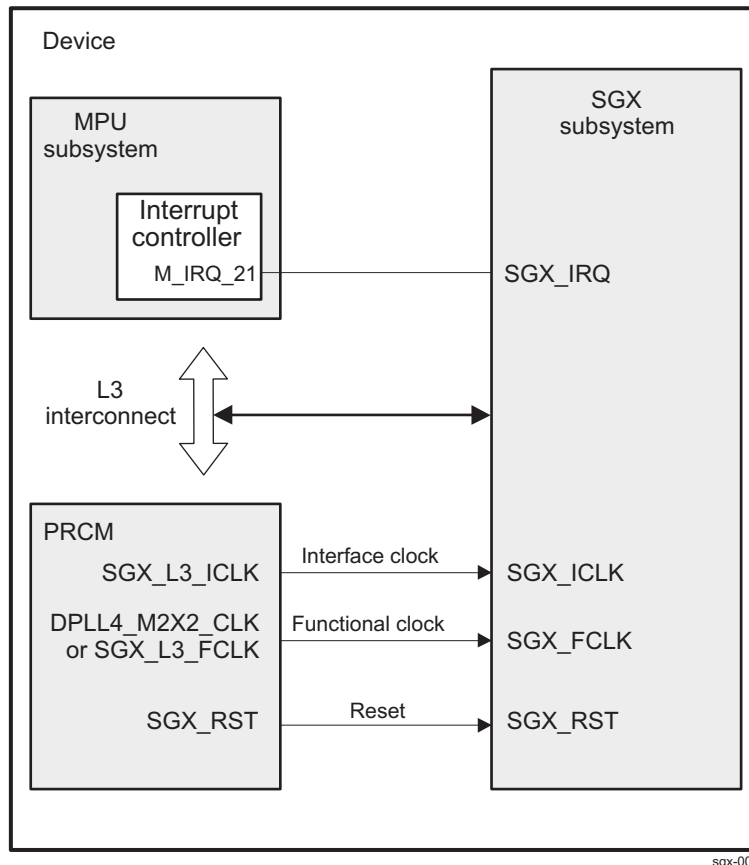 Device
MPU
subsystem
Interrupt
controller
M_IRQ_21
SGX
subsystem
SGX_IRQ
L3
interconnect
PRCM
SGX_L3_ICLK
Interface clock
SGX_ICLK
DPLL4_M2X2_CLK
or SGX_L3_FCLK
Functional clock
SGX_FCLK
SGX_RST
Reset
SGX_RST